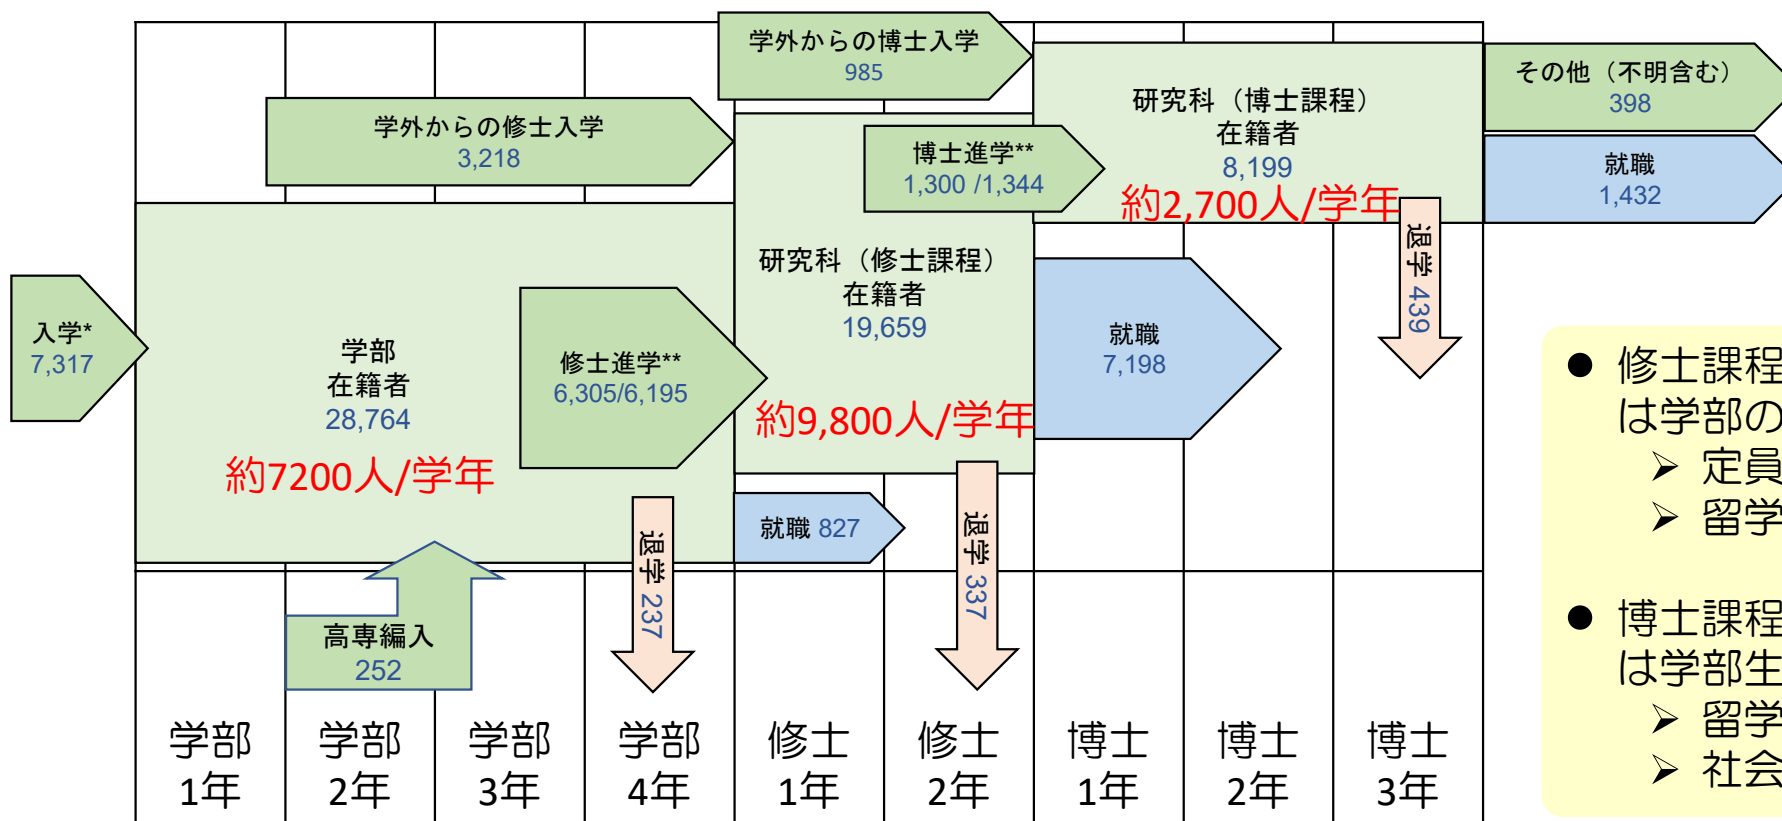 学外からの博士入学
985
その他（不明含む）
398
学外からの修士入学
3,218
研究科（博士課程）
在籍者
8,199
約2,700人/学年
博士進学**
1,300 /1,344
就職
1,432
退学 439
入学*
7,317
学部
在籍者
28,764
約7200人/学年
修士進学**
6,305/6,195
研究科（修士課程）
在籍者
19,659
約9,800人/学年
就職
7,198
就職 827
退学 237
退学 337
高専編入
252
● 修士課程
は学部の
➢ 定員
➢ 留学
● 博士課程
は学部生
➢ 留学
➢ 社会
学部
1年
学部
2年
学部
3年
学部
4年
修士
1年
修士
2年
博士
1年
博士
2年
博士
3年